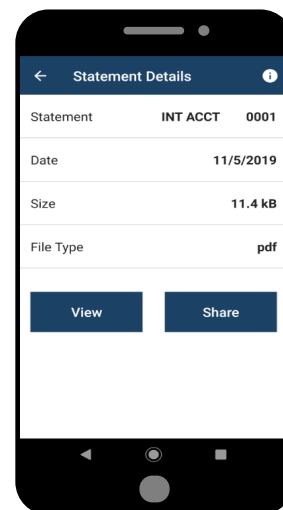 Statement Details
Statement INT ACCT 0001
Date 11/5/2019
Size 11.4 kB
File Type pdf
View Share